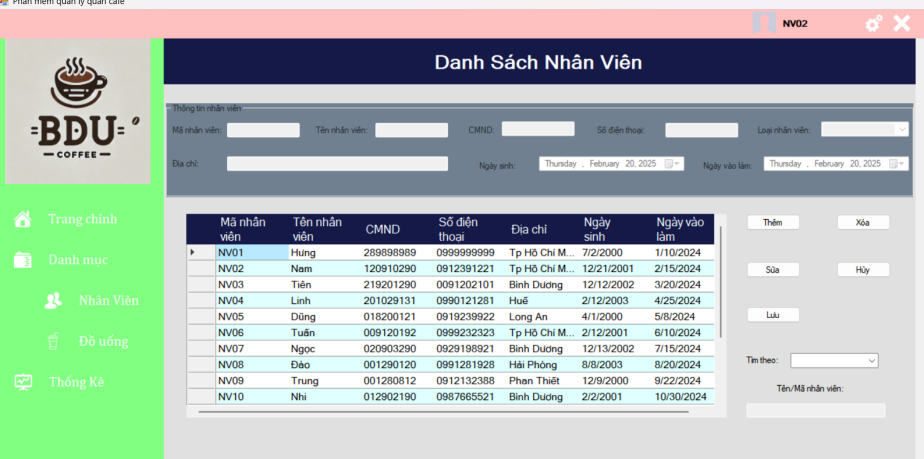 Phần mềm quản lý quán cafe
NV02
BDU
COFFEE
Danh Sách Nhân Viên
Thông tin nhân viên
Mã nhân viên:
Tên nhân viên:
CMND:
Số điện thoại:
Loại nhân viên:
Địa chỉ:
Ngày sinh:
Thursday , February 20, 2025
Ngày vào làm:
Thursday , February 20, 2025
Trang chính
Danh mục
Nhân Viên
Đồ uống
Thống Kê
Mã nhân viên Tên nhân viên CMND Số điện thoại Địa chỉ Ngày sinh Ngày vào làm
NV01 Hưng 289898989 0999999999 Tp Hồ Chí M... 7/2/2000 1/10/2024
NV02 Nam 120910290 0912391221 Tp Hồ Chí M... 12/21/2001 2/15/2024
NV03 Tiên 219201290 0091202101 Bình Dương 12/12/2002 3/20/2024
NV04 Linh 201029131 0990121281 Huế 2/12/2003 4/25/2024
NV05 Dũng 018200121 0919239922 Long An 4/1/2000 5/8/2024
NV06 Tuấn 009120192 0999232323 Tp Hồ Chí M... 2/12/2001 6/10/2024
NV07 Ngọc 020903290 0929198921 Bình Dương 12/13/2002 7/15/2024
NV08 Đào 001290120 0991281928 Hải Phòng 8/8/2003 8/20/2024
NV09 Trung 001280812 0912132388 Phan Thiết 12/9/2000 9/22/2024
NV10 Nhi 012902190 0987665521 Bình Dương 2/2/2001 10/30/2024
Thêm
Xóa
Sửa
Hủy
Lưu
Tìm theo:
Tên/Mã nhân viên: